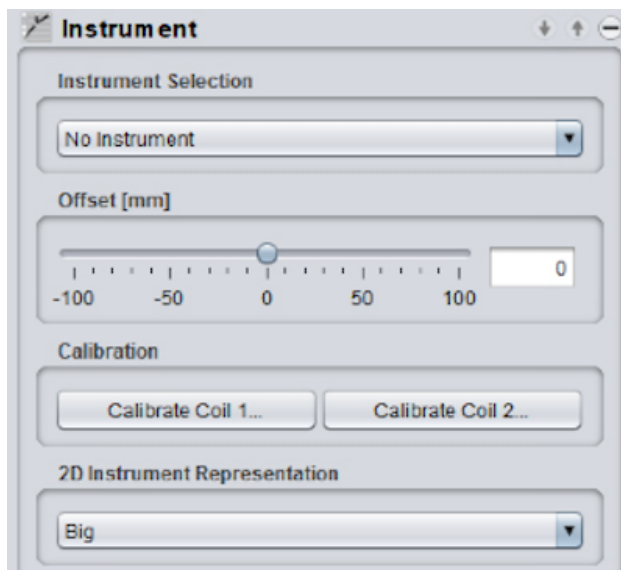 Instrument
Instrument Selection
No Instrument
Offset [mm]
0
-100 -50 0 50 100
Calibration
Calibrate Coil 1...
Calibrate Coil 2...
2D Instrument Representation
Big